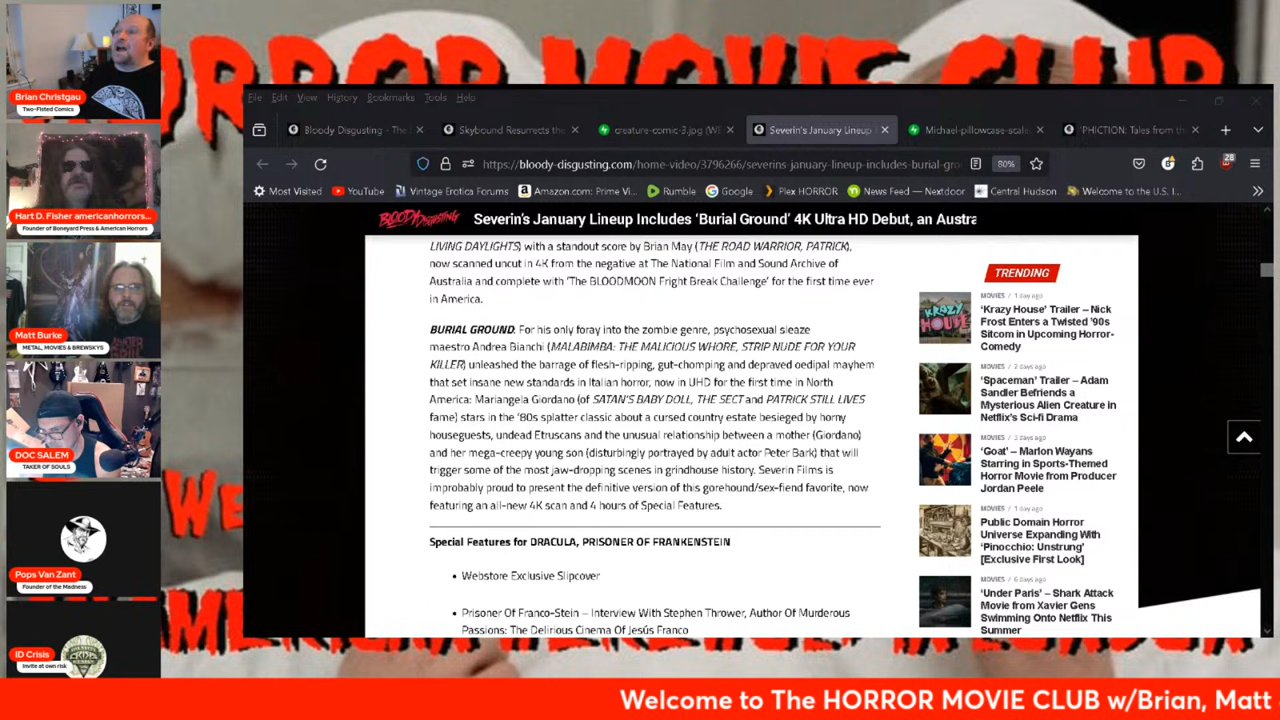 HORROR MOVIE CLUB
Brian Christgau
Two-Fisted Comics
Hart D. Fisher americanhorrors...
Founder of Boneyard Press & American Horrors
Matt Burke
METAL, MOVIES & BREWSKYS
DOC SALEM
TAKER OF SOULS
Pops Van Zant
Founder of the Madness
ID Crisis
Invite at own risk
File Edit View History Bookmarks Tools Help
Bloody Disgusting - The
Skybound Resurrects the
creature-comic-3.jpg (WE
Severin's January Lineup
Michael-pillowcase-scale
'PHICTION: Tales from th
https://bloody-disgusting.com/home-video/3796266/severins-january-lineup-includes-burial-gro
80%
28
Most Visited YouTube Vintage Erotica Forums Amazon.com: Prime Vi... Rumble Google Plex HORROR News Feed — Nextdoor Central Hudson Welcome to the U.S. I...
BLOODY DISGUSTING
Severin's January Lineup Includes 'Burial Ground' 4K Ultra HD Debut, an Austra
LIVING DAYLIGHTS) with a standout score by Brian May (THE ROAD WARRIOR, PATRICK),
now scanned uncut in 4K from the negative at The National Film and Sound Archive of
Australia and complete with 'The BLOODMOON Fright Break Challenge' for the first time ever
in America.
BURIAL GROUND: For his only foray into the zombie genre, psychosexual sleaze
maestro Andrea Bianchi (MALABIMBA: THE MALICIOUS WHORE, STRIP NUDE FOR YOUR
KILLER) unleashed the barrage of flesh-ripping, gut-chomping and depraved oedipal mayhem
that set insane new standards in Italian horror, now in UHD for the first time in North
America: Mariangela Giordano (of SATAN'S BABY DOLL, THE SECT and PATRICK STILL LIVES
fame) stars in the '80s splatter classic about a cursed country estate besieged by horny
houseguests, undead Etruscans and the unusual relationship between a mother (Giordano)
and her mega-creepy young son (disturbingly portrayed by adult actor Peter Bark) that will
trigger some of the most jaw-dropping scenes in grindhouse history. Severin Films is
improbably proud to present the definitive version of this gorehound/sex-fiend favorite, now
featuring an all-new 4K scan and 4 hours of Special Features.
Special Features for DRACULA, PRISONER OF FRANKENSTEIN
• Webstore Exclusive Slipcover
• Prisoner Of Franco-Stein – Interview With Stephen Thrower, Author Of Murderous
Passions: The Delirious Cinema Of Jesús Franco
TRENDING
MOVIES / 1 day ago
'Krazy House' Trailer – Nick
Frost Enters a Twisted '90s
Sitcom in Upcoming Horror-
Comedy
KRAZY HOUSE
MOVIES / 2 days ago
'Spaceman' Trailer – Adam
Sandler Befriends a
Mysterious Alien Creature in
Netflix's Sci-fi Drama
MOVIES / 3 days ago
'Goat' – Marlon Wayans
Starring in Sports-Themed
Horror Movie from Producer
Jordan Peele
MOVIES / 1 day ago
Public Domain Horror
Universe Expanding With
'Pinocchio: Unstrung'
[Exclusive First Look]
MOVIES / 6 days ago
'Under Paris' – Shark Attack
Movie from Xavier Gens
Swimming Onto Netflix This
Summer
WE
AMERICAN WEREWOLF IN LONDON
Welcome to The HORROR MOVIE CLUB w/Brian, Matt